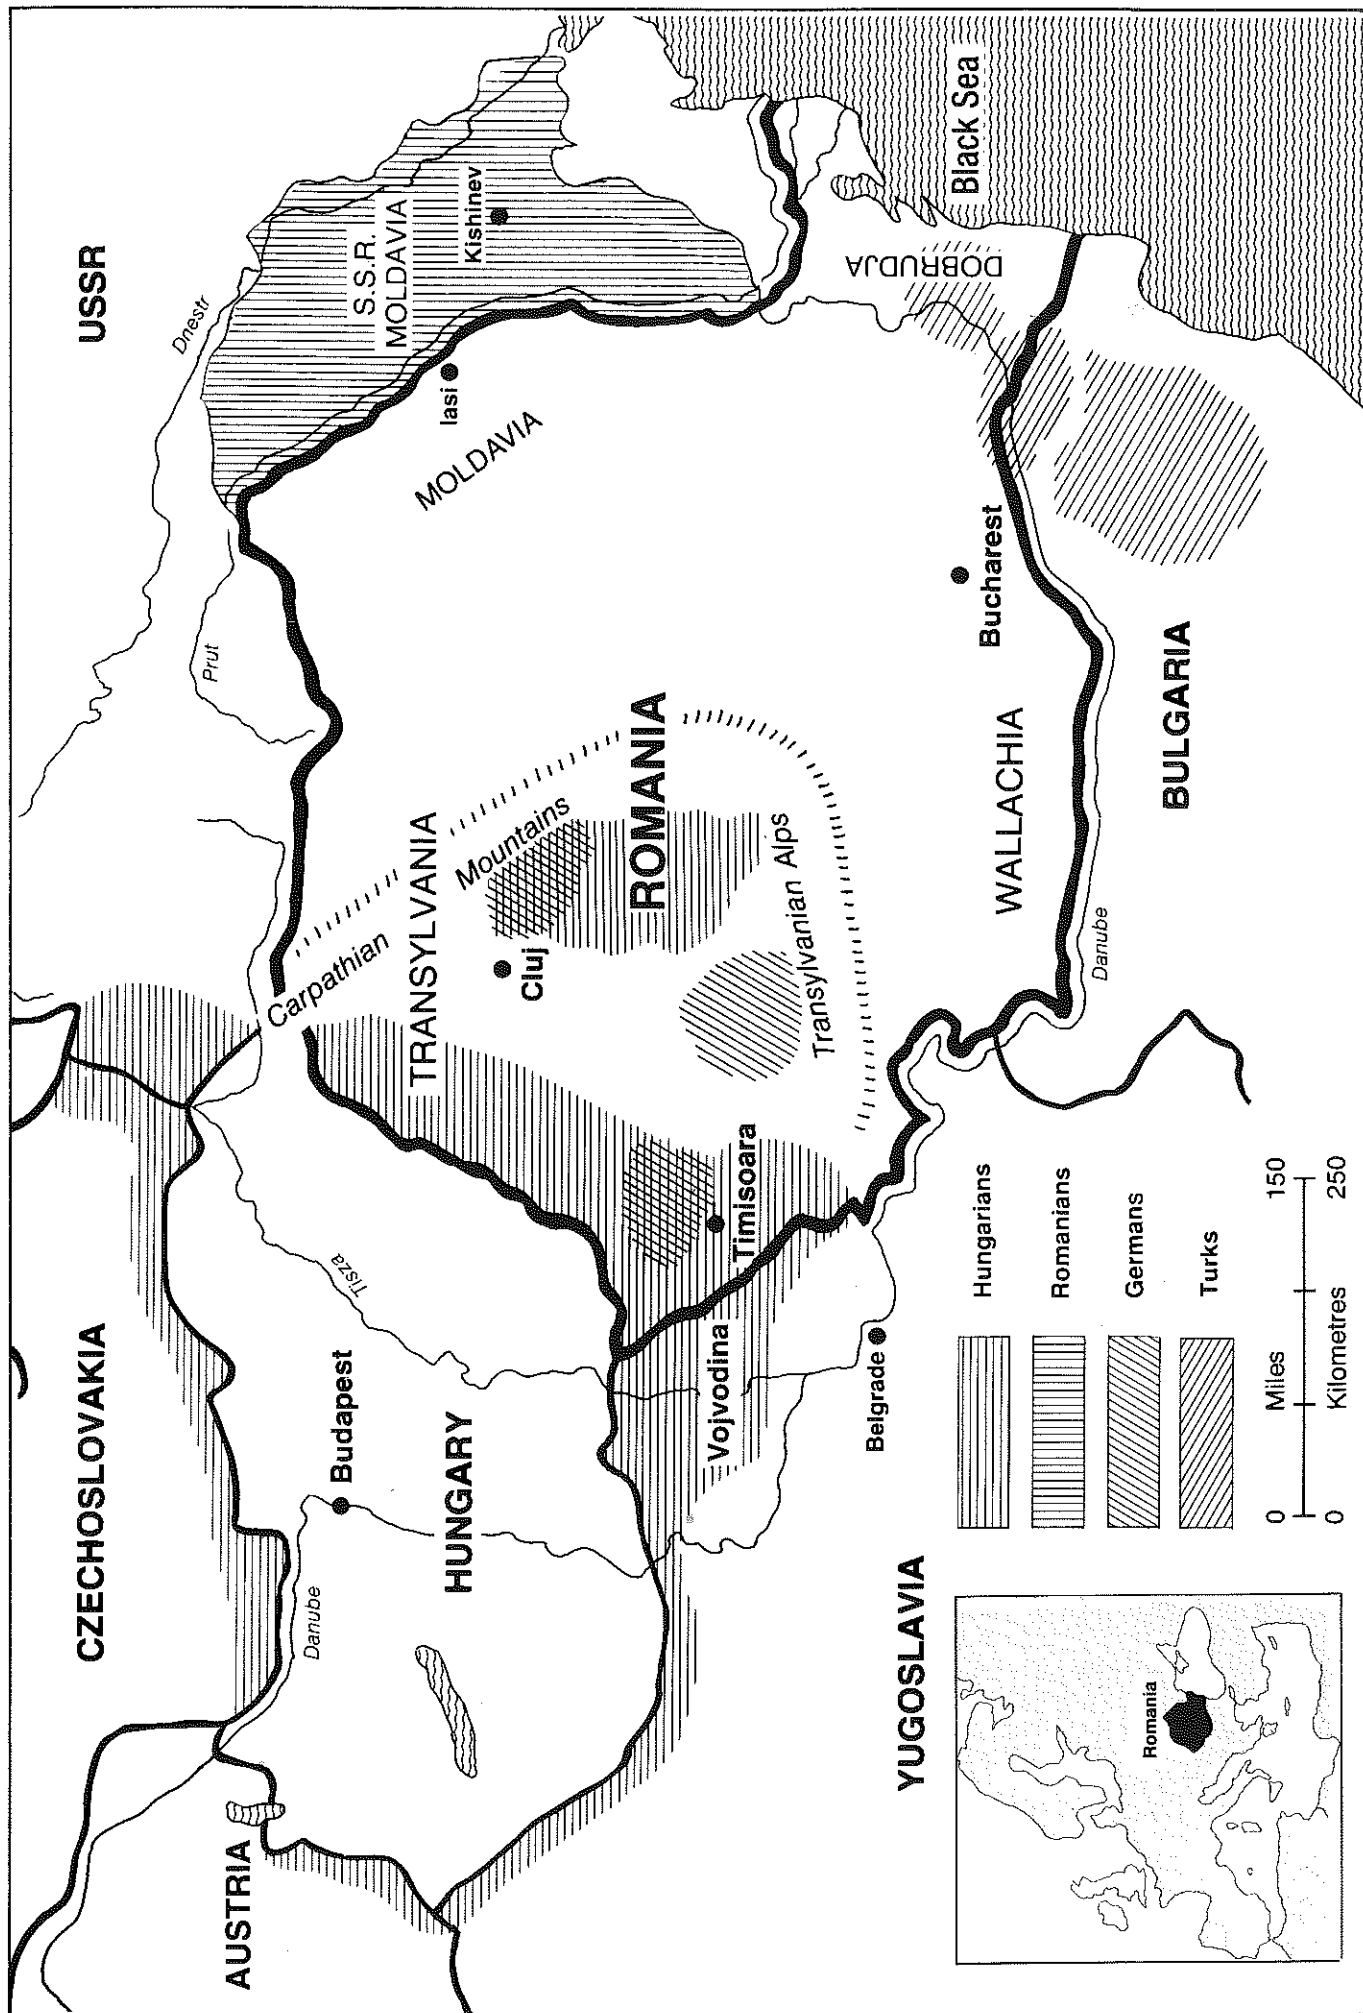 CZECHOSLOVAKIA
USSR
AUSTRIA
Danube
Dnestr
Prut
Budapest
Tisza
HUNGARY
Carpathian
Mountains
TRANSYLVANIA
Cluj
S.S.R.
MOLDAVIA
Kishinev
Iasi
MOLDAVIA
ROMANIA
Timisoara
Vojvodina
Transylvanian Alps
DOBRUDJA
Black Sea
Belgrade
Bucharest
WALLACHIA
Danube
BULGARIA
YUGOSLAVIA
Hungarians
Romanians
Germans
Turks
0 Miles 150
0 Kilometres 250
Romania